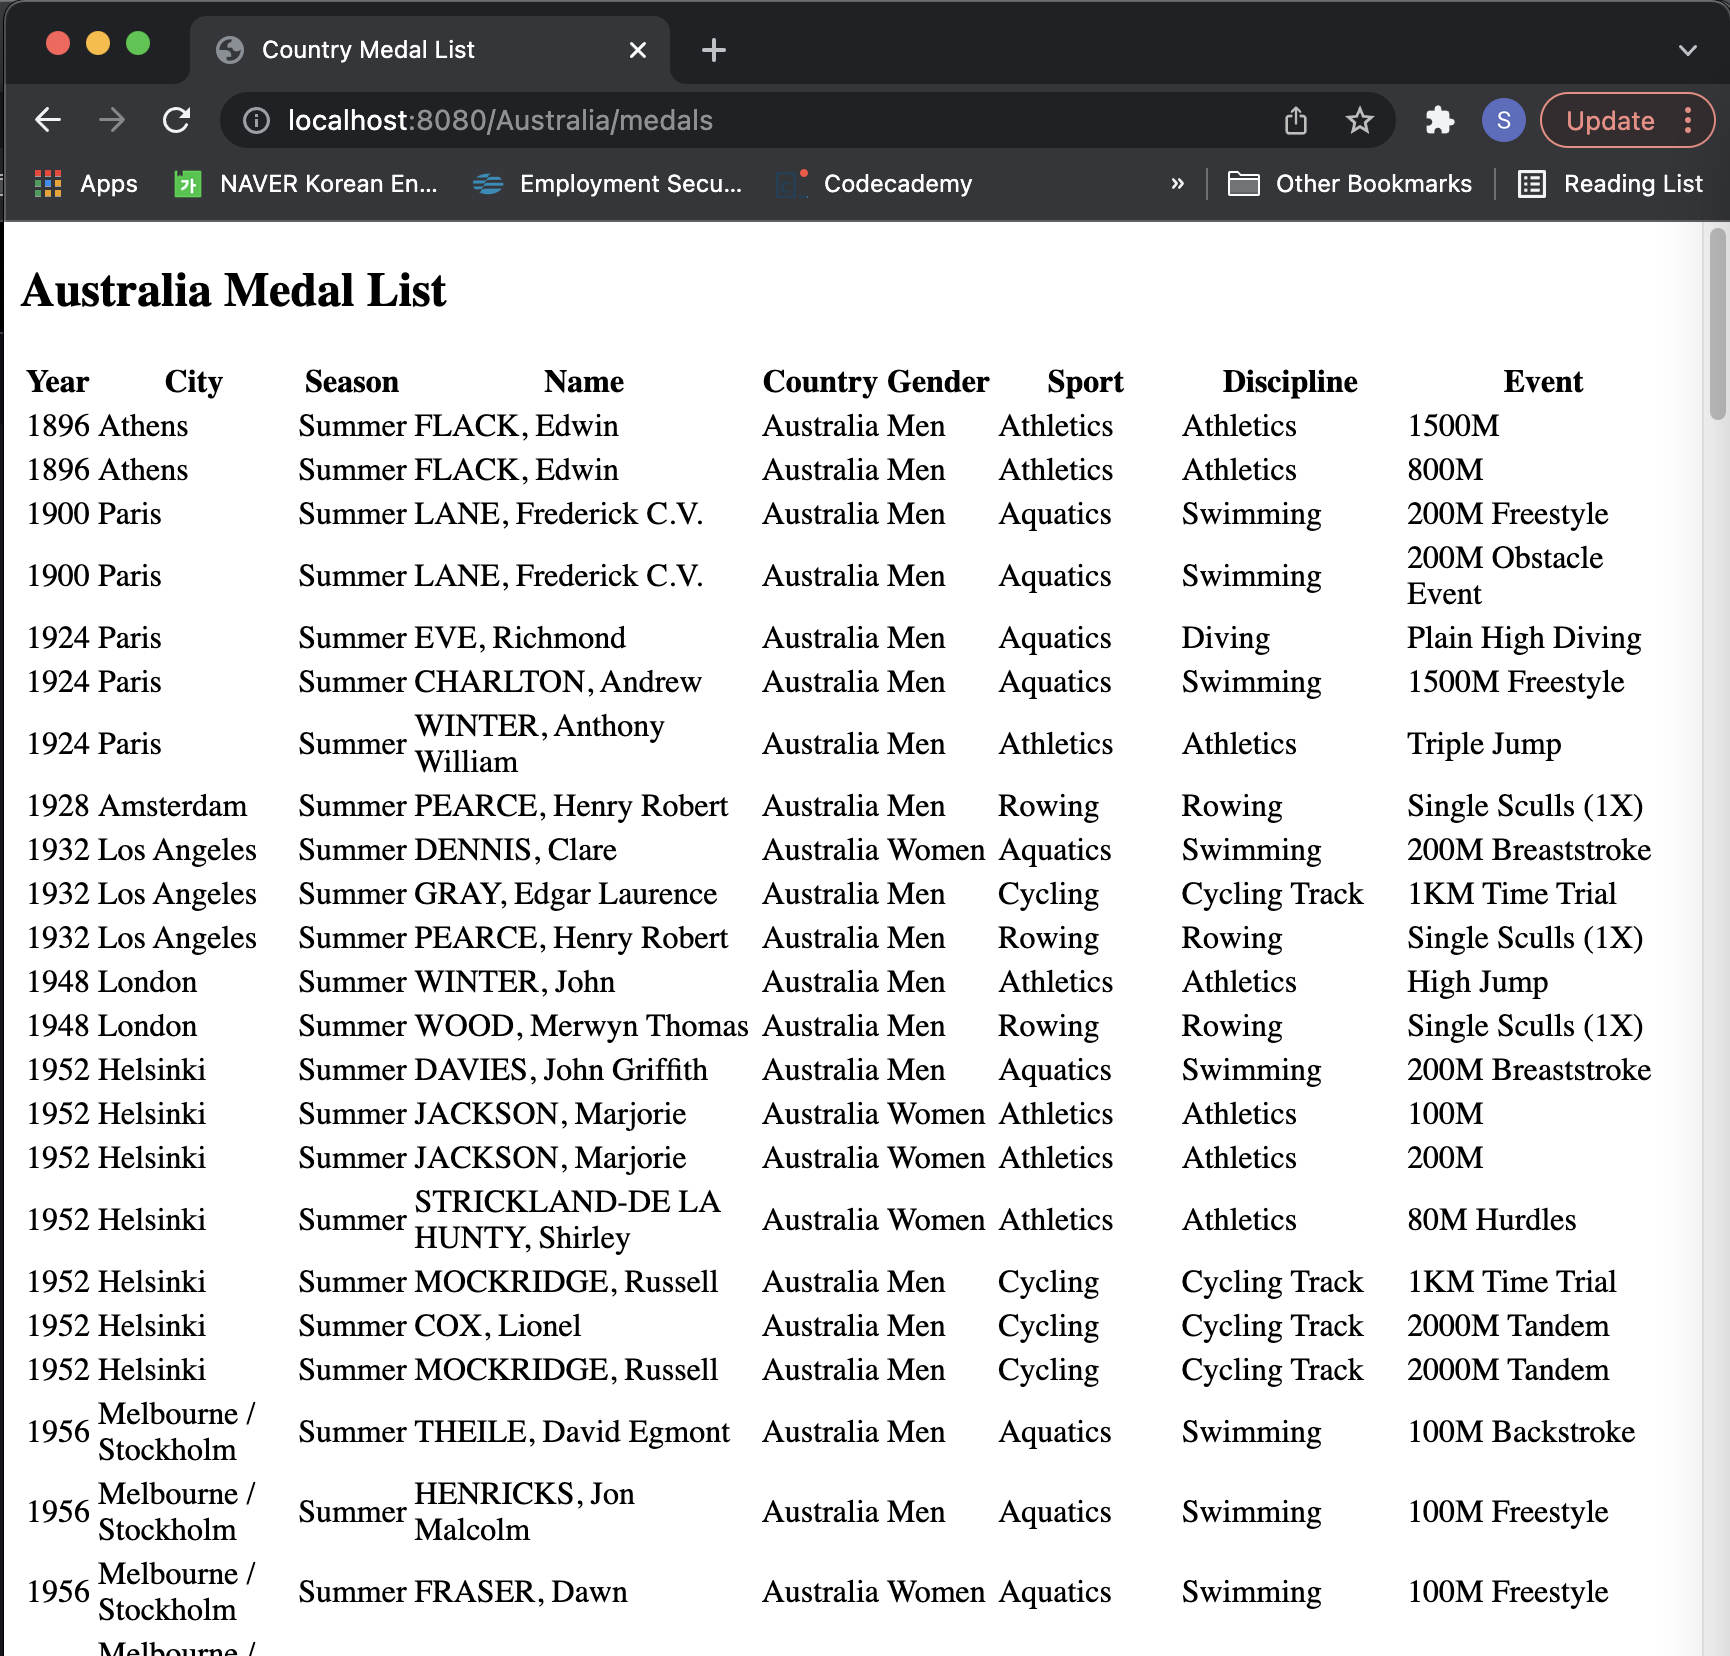 Country Medal List
localhost:8080/Australia/medals
S
Update
Apps
가
NAVER Korean En...
Employment Secu...
Codecademy
»
Other Bookmarks
Reading List
Australia Medal List
Year City Season Name Country Gender Sport Discipline Event
1896 Athens Summer FLACK, Edwin Australia Men Athletics Athletics 1500M
1896 Athens Summer FLACK, Edwin Australia Men Athletics Athletics 800M
1900 Paris Summer LANE, Frederick C.V. Australia Men Aquatics Swimming 200M Freestyle
1900 Paris Summer LANE, Frederick C.V. Australia Men Aquatics Swimming 200M Obstacle
Event
1924 Paris Summer EVE, Richmond Australia Men Aquatics Diving Plain High Diving
1924 Paris Summer CHARLTON, Andrew Australia Men Aquatics Swimming 1500M Freestyle
1924 Paris Summer WINTER, Anthony
William Australia Men Athletics Athletics Triple Jump
1928 Amsterdam Summer PEARCE, Henry Robert Australia Men Rowing Rowing Single Sculls (1X)
1932 Los Angeles Summer DENNIS, Clare Australia Women Aquatics Swimming 200M Breaststroke
1932 Los Angeles Summer GRAY, Edgar Laurence Australia Men Cycling Cycling Track 1KM Time Trial
1932 Los Angeles Summer PEARCE, Henry Robert Australia Men Rowing Rowing Single Sculls (1X)
1948 London Summer WINTER, John Australia Men Athletics Athletics High Jump
1948 London Summer WOOD, Merwyn Thomas Australia Men Rowing Rowing Single Sculls (1X)
1952 Helsinki Summer DAVIES, John Griffith Australia Men Aquatics Swimming 200M Breaststroke
1952 Helsinki Summer JACKSON, Marjorie Australia Women Athletics Athletics 100M
1952 Helsinki Summer JACKSON, Marjorie Australia Women Athletics Athletics 200M
1952 Helsinki Summer STRICKLAND-DE LA
HUNTY, Shirley Australia Women Athletics Athletics 80M Hurdles
1952 Helsinki Summer MOCKRIDGE, Russell Australia Men Cycling Cycling Track 1KM Time Trial
1952 Helsinki Summer COX, Lionel Australia Men Cycling Cycling Track 2000M Tandem
1952 Helsinki Summer MOCKRIDGE, Russell Australia Men Cycling Cycling Track 2000M Tandem
1956 Melbourne /
Stockholm Summer THEILE, David Egmont Australia Men Aquatics Swimming 100M Backstroke
1956 Melbourne /
Stockholm Summer HENRICKS, Jon
Malcolm Australia Men Aquatics Swimming 100M Freestyle
1956 Melbourne /
Stockholm Summer FRASER, Dawn Australia Women Aquatics Swimming 100M Freestyle
Melbourne /